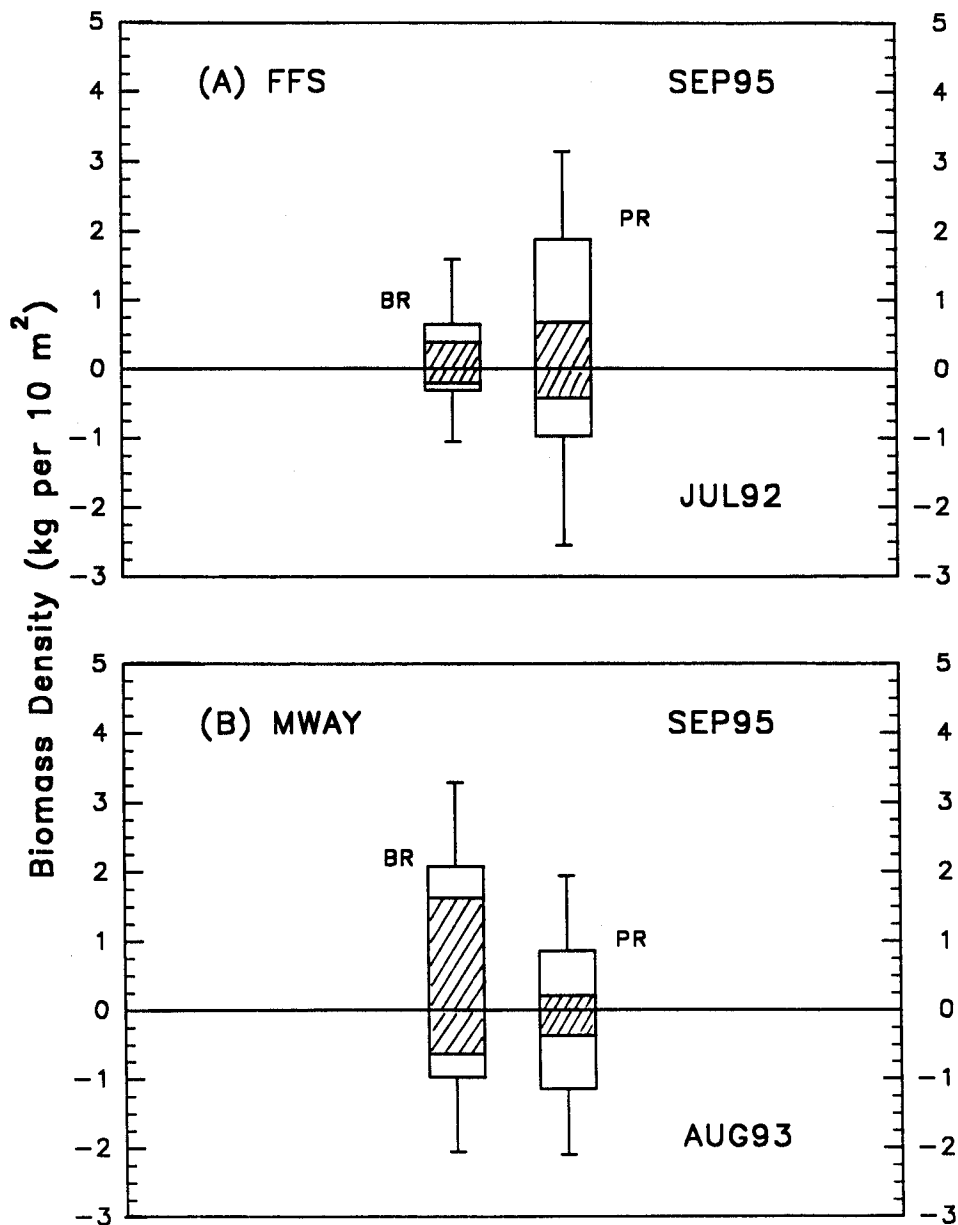 Biomass Density (kg per 10 m²)
5 5
(A) FFS SEP95
4 4
3 3
PR
2 2
BR
1 1
0 0
-1 -1
JUL92
-2 -2
-3 -3
5 5
(B) MWAY SEP95
4 4
3 3
BR
2 2
PR
1 1
0 0
-1 -1
AUG93
-2 -2
-3 -3